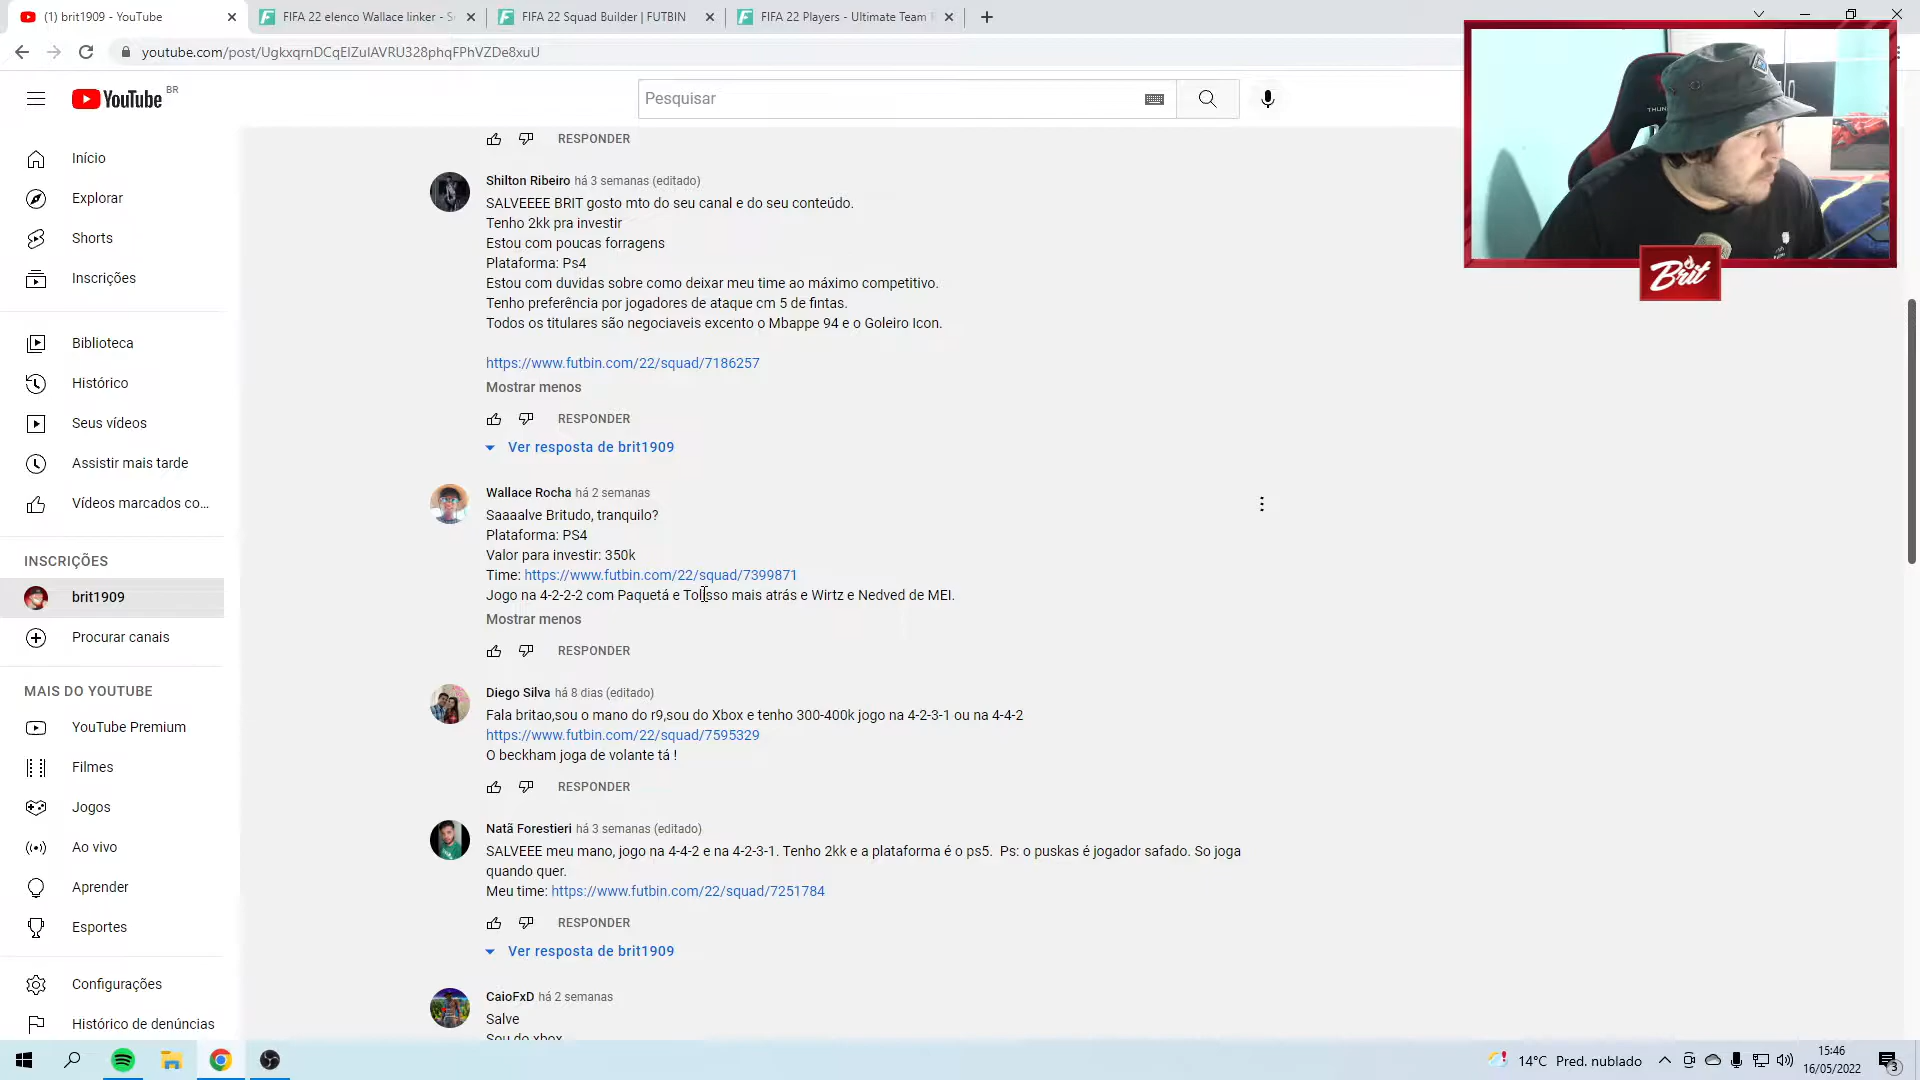 (1) brit1909 - YouTube
FIFA 22 elenco Wallace linker - S
FIFA 22 Squad Builder | FUTBIN
FIFA 22 Players - Ultimate Team
youtube.com/post/UgkxqrnDCqEIZulAVRU328phqFPhVZDe8xuU
YouTube BR
Pesquisar
THUN
Brit
Início
Explorar
Shorts
Inscrições
Biblioteca
Histórico
Seus vídeos
Assistir mais tarde
Vídeos marcados co...
INSCRIÇÕES
brit1909
Procurar canais
MAIS DO YOUTUBE
YouTube Premium
Filmes
Jogos
Ao vivo
Aprender
Esportes
Configurações
Histórico de denúncias
RESPONDER
Shilton Ribeiro há 3 semanas (editado)
SALVEEEE BRIT gosto mto do seu canal e do seu conteúdo.
Tenho 2kk pra investir
Estou com poucas forragens
Plataforma: Ps4
Estou com duvidas sobre como deixar meu time ao máximo competitivo.
Tenho preferência por jogadores de ataque cm 5 de fintas.
Todos os titulares são negociaveis excento o Mbappe 94 e o Goleiro Icon.
https://www.futbin.com/22/squad/7186257
Mostrar menos
RESPONDER
Ver resposta de brit1909
Wallace Rocha há 2 semanas
Saaaalve Britudo, tranquilo?
Plataforma: PS4
Valor para investir: 350k
Time: https://www.futbin.com/22/squad/7399871
Jogo na 4-2-2-2 com Paquetá e Tolisso mais atrás e Wirtz e Nedved de MEI.
Mostrar menos
RESPONDER
Diego Silva há 8 dias (editado)
Fala britao,sou o mano do r9,sou do Xbox e tenho 300-400k jogo na 4-2-3-1 ou na 4-4-2
https://www.futbin.com/22/squad/7595329
O beckham joga de volante tá !
RESPONDER
Natã Forestieri há 3 semanas (editado)
SALVEEE meu mano, jogo na 4-4-2 e na 4-2-3-1. Tenho 2kk e a plataforma é o ps5. Ps: o puskas é jogador safado. So joga
quando quer.
Meu time: https://www.futbin.com/22/squad/7251784
RESPONDER
Ver resposta de brit1909
CaioFxD há 2 semanas
Salve
Sou do xbox
14°C Pred. nublado
15:46
16/05/2022
3